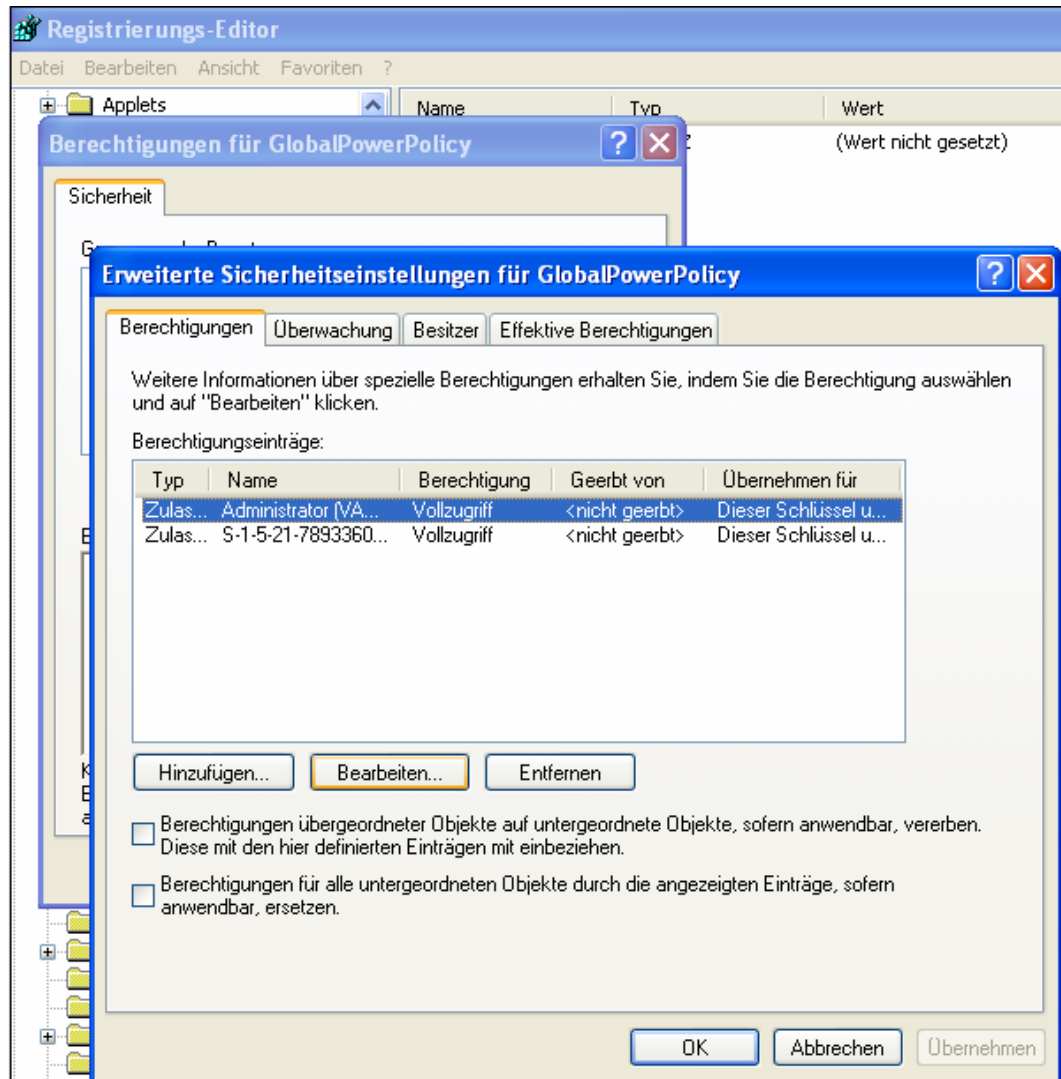 Registrierungs-Editor
Datei Bearbeiten Ansicht Favoriten ?
Applets
Name Typ Wert
(Wert nicht gesetzt)
Berechtigungen für GlobalPowerPolicy
Sicherheit
Erweiterte Sicherheitseinstellungen für GlobalPowerPolicy
Berechtigungen Überwachung Besitzer Effektive Berechtigungen
Weitere Informationen über spezielle Berechtigungen erhalten Sie, indem Sie die Berechtigung auswählen
und auf "Bearbeiten" klicken.
Berechtigungseinträge:
Typ Name Berechtigung Geerbt von Übernehmen für
Zulas... Administrator (VA... Vollzugriff <nicht geerbt> Dieser Schlüssel u...
Zulas... S-1-5-21-7893360... Vollzugriff <nicht geerbt> Dieser Schlüssel u...
Hinzufügen... Bearbeiten... Entfernen
Berechtigungen übergeordneter Objekte auf untergeordnete Objekte, sofern anwendbar, vererben.
Diese mit den hier definierten Einträgen mit einbeziehen.
Berechtigungen für alle untergeordneten Objekte durch die angezeigten Einträge, sofern
anwendbar, ersetzen.
OK Abbrechen Übernehmen